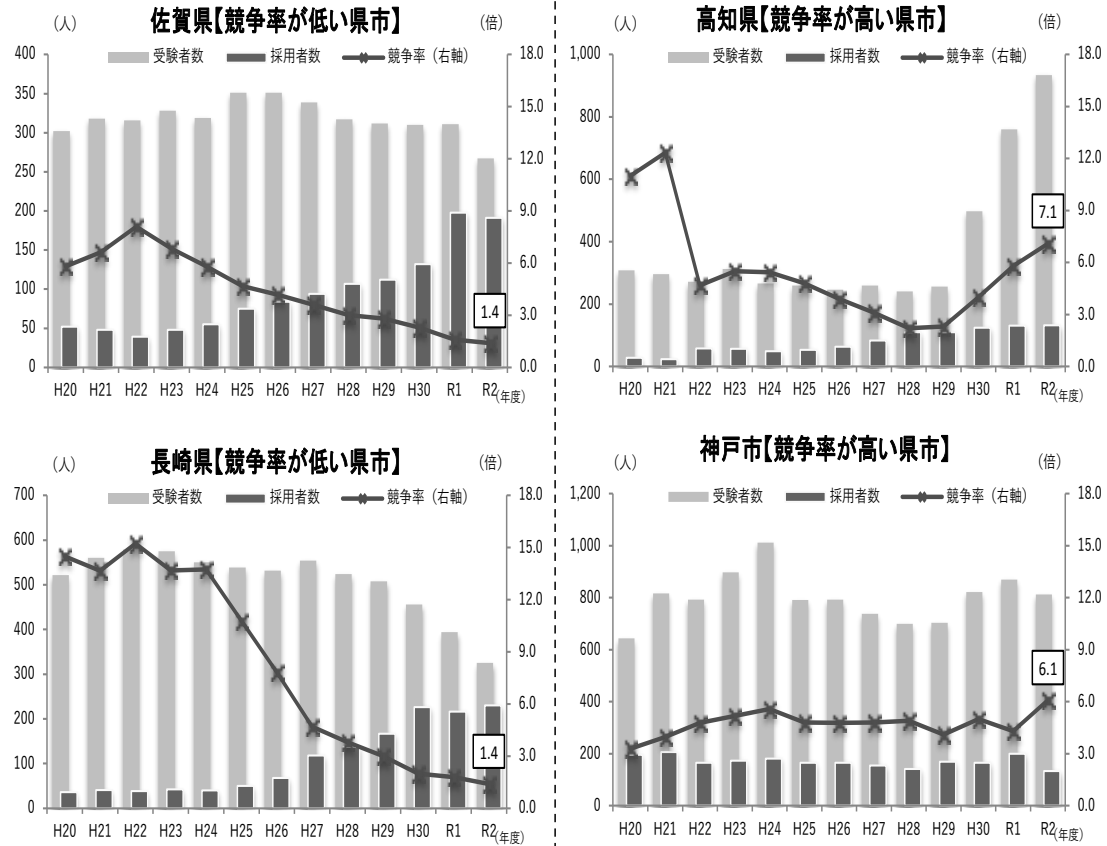 佐賀県【競争率が低い県市】
(人) (倍)
受験者数 採用者数 競争率（右軸）
400 350 300 250 200 150 100 50 0
18.0 15.0 12.0 9.0 6.0 3.0 0.0
1.4
H20 H21 H22 H23 H24 H25 H26 H27 H28 H29 H30 R1 R2 (年度)
高知県【競争率が高い県市】
(人) (倍)
受験者数 採用者数 競争率（右軸）
1,000 800 600 400 200 0
18.0 15.0 12.0 9.0 6.0 3.0 0.0
7.1
H20 H21 H22 H23 H24 H25 H26 H27 H28 H29 H30 R1 R2 (年度)
長崎県【競争率が低い県市】
(人) (倍)
受験者数 採用者数 競争率（右軸）
700 600 500 400 300 200 100 0
18.0 15.0 12.0 9.0 6.0 3.0 0.0
1.4
H20 H21 H22 H23 H24 H25 H26 H27 H28 H29 H30 R1 R2 (年度)
神戸市【競争率が高い県市】
(人) (倍)
受験者数 採用者数 競争率（右軸）
1,200 1,000 800 600 400 200 0
18.0 15.0 12.0 9.0 6.0 3.0 0.0
6.1
H20 H21 H22 H23 H24 H25 H26 H27 H28 H29 H30 R1 R2 (年度)